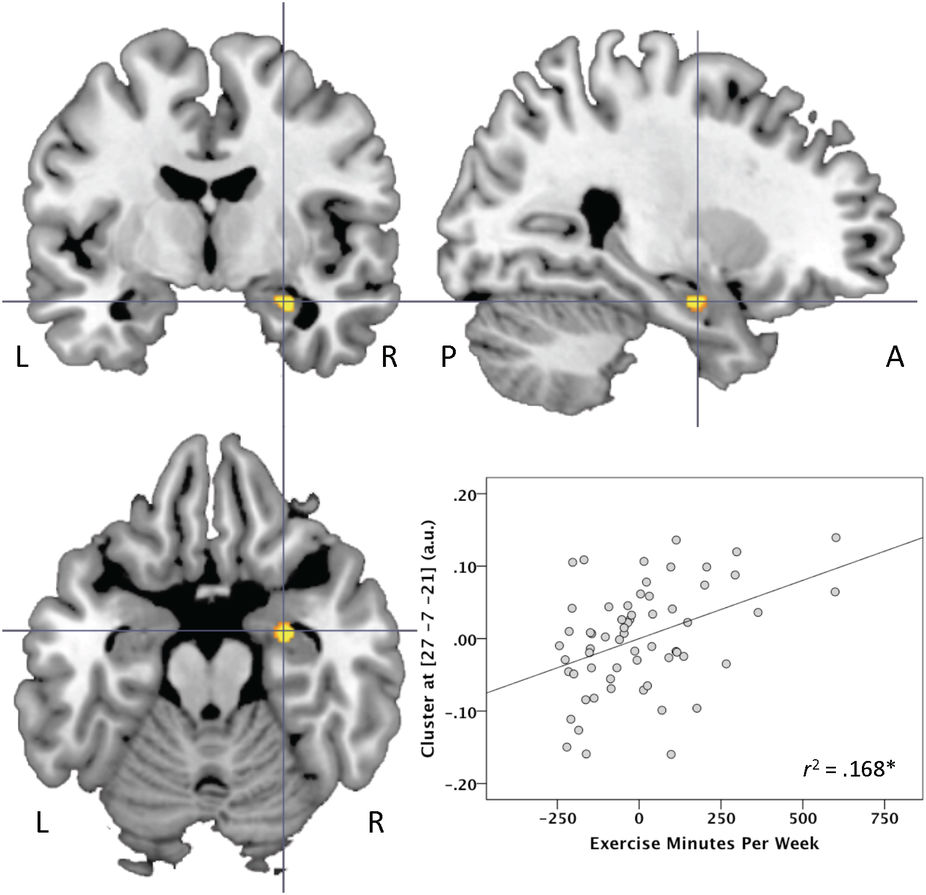 L
R
P
A
L
R
Cluster at [27 -7 -21] (a.u.)
.20
.10
.00
-.10
-.20
r² = .168*
-250 0 250 500 750
Exercise Minutes Per Week